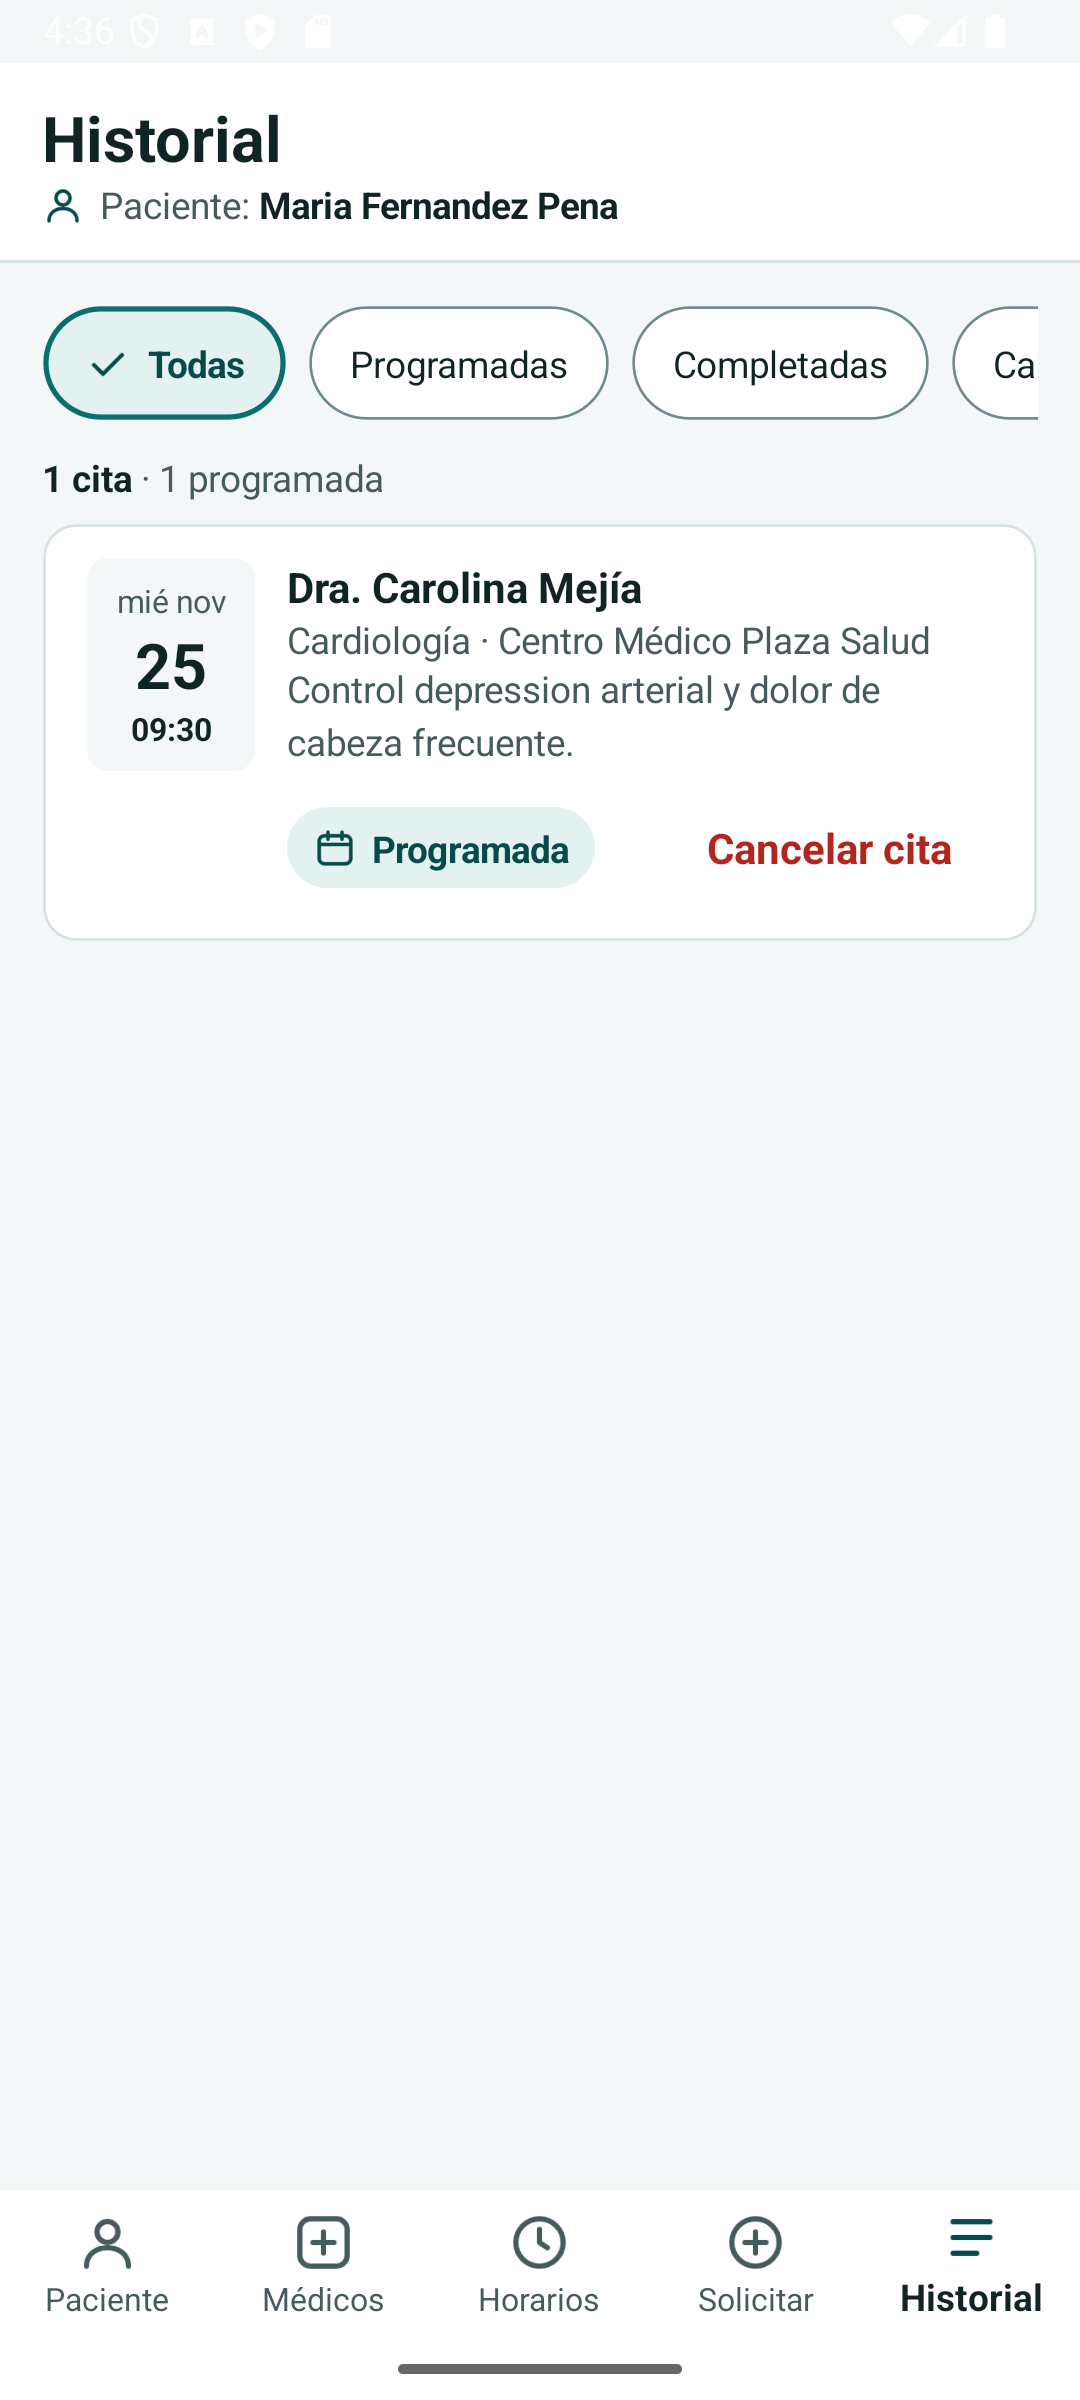 4:36
Historial
Paciente: Maria Fernandez Pena
Todas
Programadas
Completadas
Ca
1 cita · 1 programada
mié nov
25
09:30
Dra. Carolina Mejía
Cardiología · Centro Médico Plaza Salud
Control depression arterial y dolor de
cabeza frecuente.
Programada
Cancelar cita
Paciente
Médicos
Horarios
Solicitar
Historial